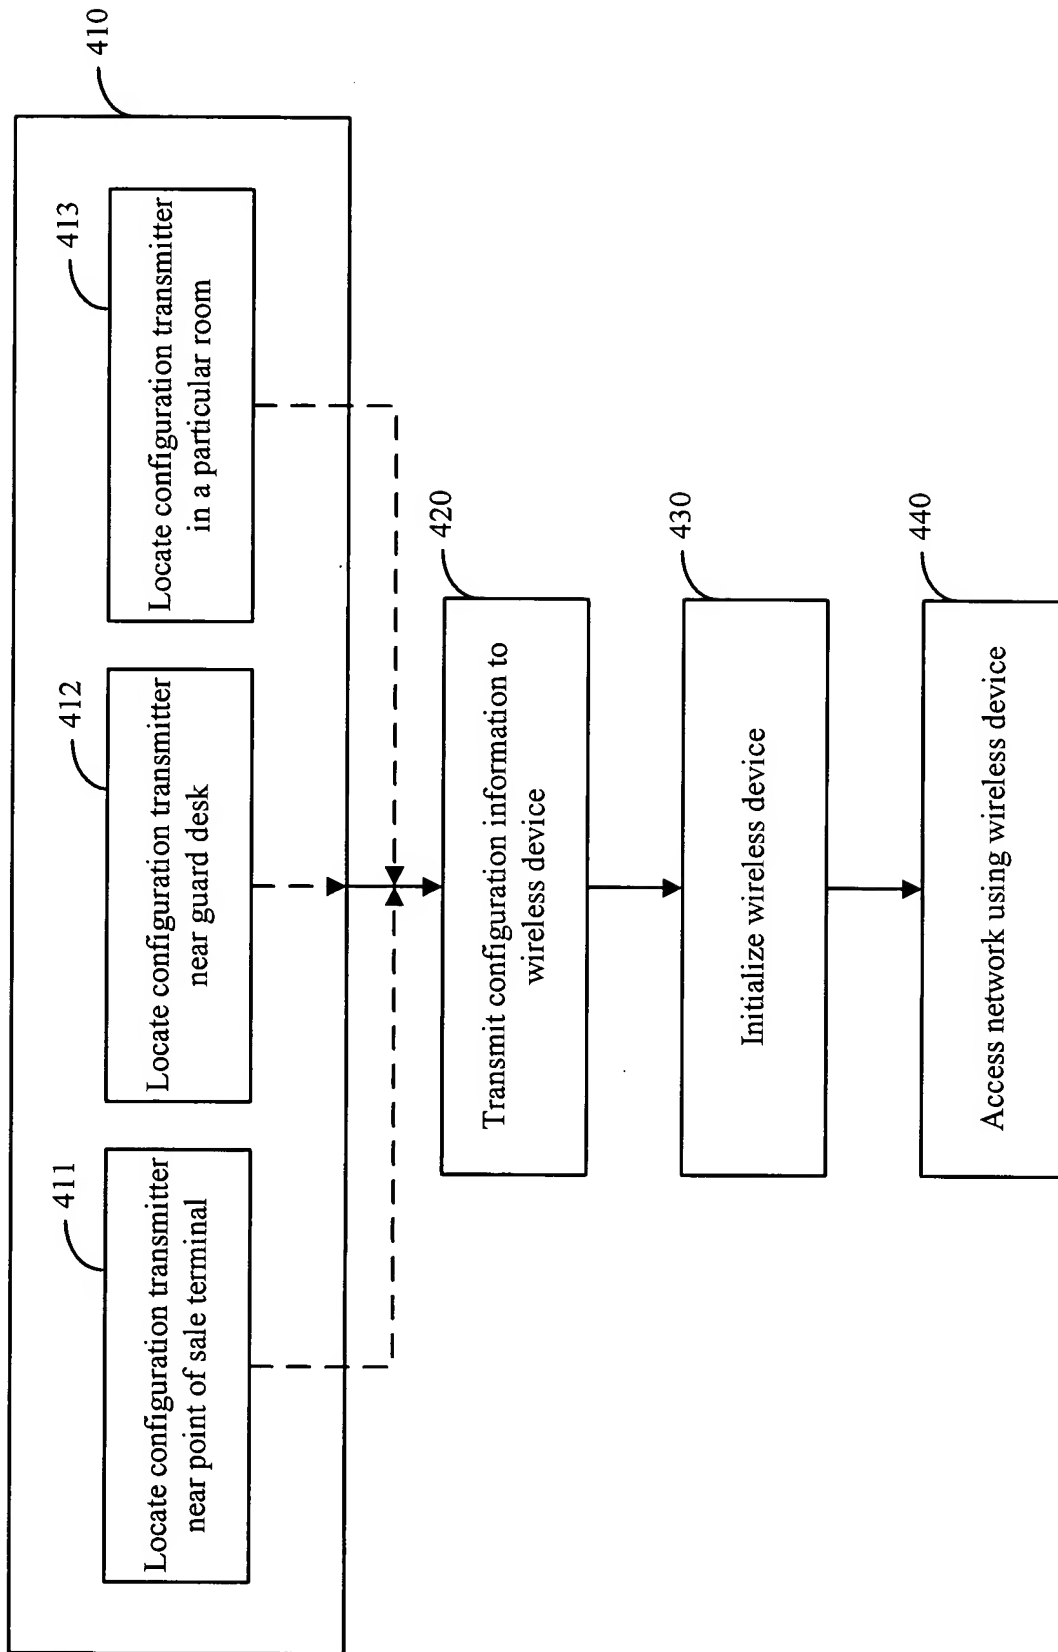 410
411
Locate configuration transmitter
near point of sale terminal
412
Locate configuration transmitter
near guard desk
413
Locate configuration transmitter
in a particular room
420
Transmit configuration information to
wireless device
430
Initialize wireless device
440
Access network using wireless device